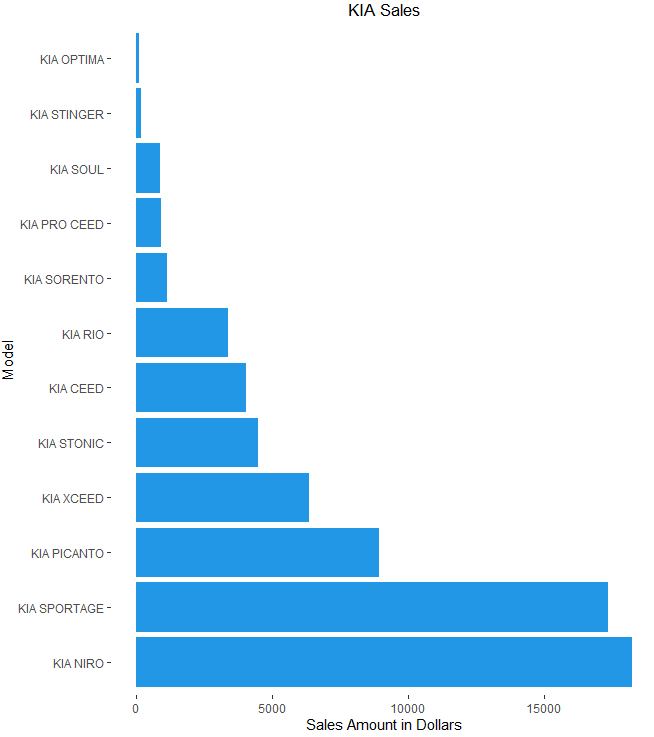 KIA Sales
KIA OPTIMA
KIA STINGER
KIA SOUL
KIA PRO CEED
KIA SORENTO
KIA RIO
KIA CEED
KIA STONIC
KIA XCEED
KIA PICANTO
KIA SPORTAGE
KIA NIRO
Model
0 5000 10000 15000
Sales Amount in Dollars